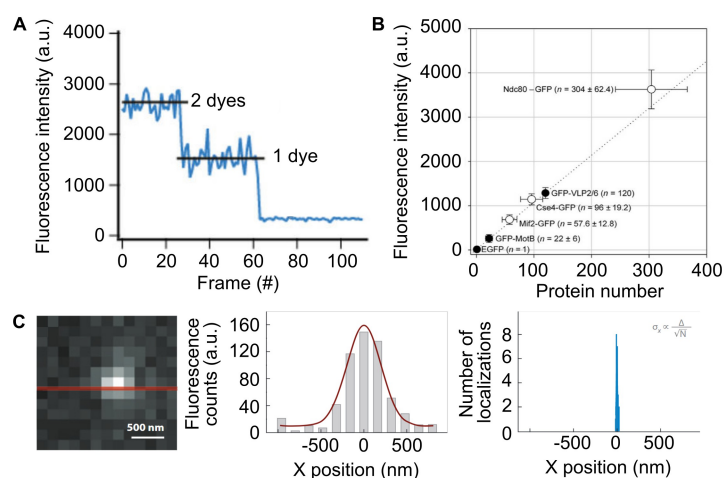 A
Fluorescence intensity (a.u.)
4000
3000
2000
1000
0
2 dyes
1 dye
0
20
40
60
80
100
Frame (#)
B
Fluorescence intensity (a.u.)
5000
4000
3000
2000
1000
0
Ndc80 – GFP (n = 304 ± 62.4)
GFP-VLP2/6 (n = 120)
Cse4-GFP (n = 96 ± 19.2)
Mif2-GFP (n = 57.6 ± 12.8)
GFP-MotB (n = 22 ± 6)
EGFP (n = 1)
0
100
200
300
400
Protein number
C
500 nm
Fluorescence
counts (a.u.)
160
120
80
40
0
-500
0
500
X position (nm)
Number of
localizations
8
6
4
2
0
σx ∝ Δ/√N
-500
0
500
X position (nm)